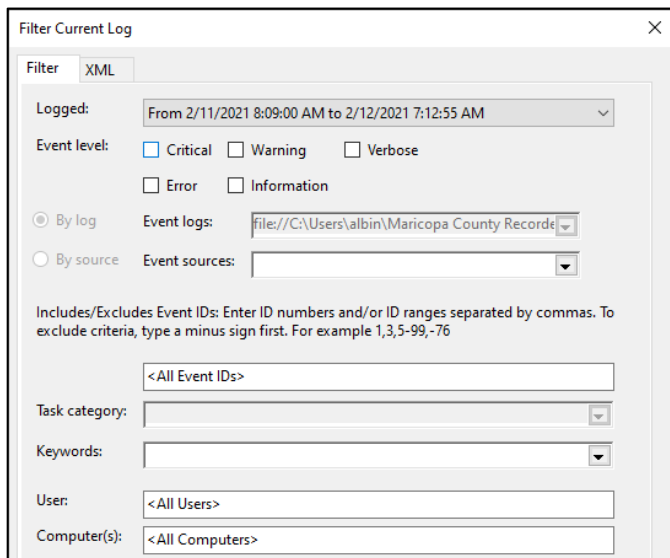 Filter Current Log
Filter XML
Logged: From 2/11/2021 8:09:00 AM to 2/12/2021 7:12:55 AM
Event level: Critical Warning Verbose
Error Information
By log Event logs: file://C:\Users\albin\Maricopa County Recorde
By source Event sources:
Includes/Excludes Event IDs: Enter ID numbers and/or ID ranges separated by commas. To
exclude criteria, type a minus sign first. For example 1,3,5-99,-76
<All Event IDs>
Task category:
Keywords:
User: <All Users>
Computer(s): <All Computers>